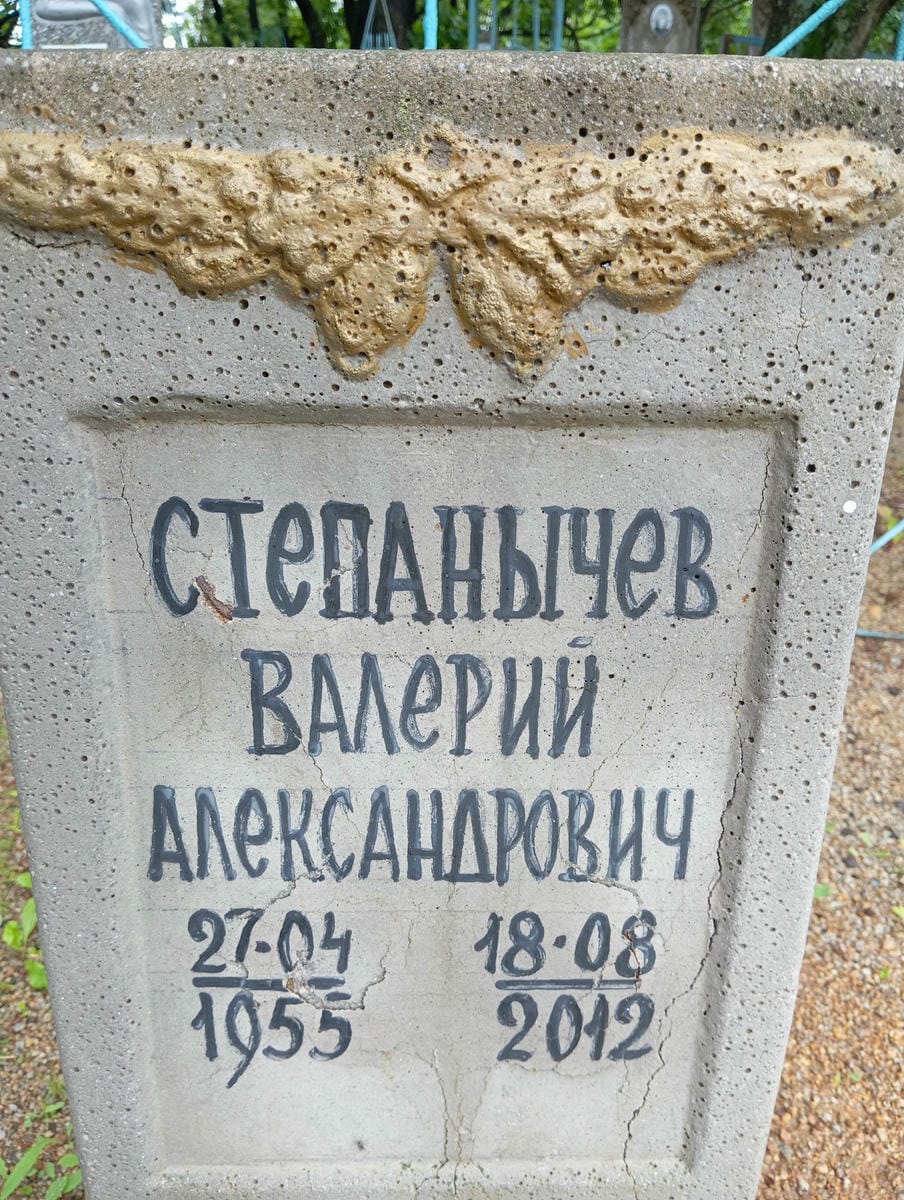 СТЕПАНЫЧЕВ
ВАЛЕРИЙ
АЛЕКСАНДРОВИЧ
27·04 18·08
1955 2012